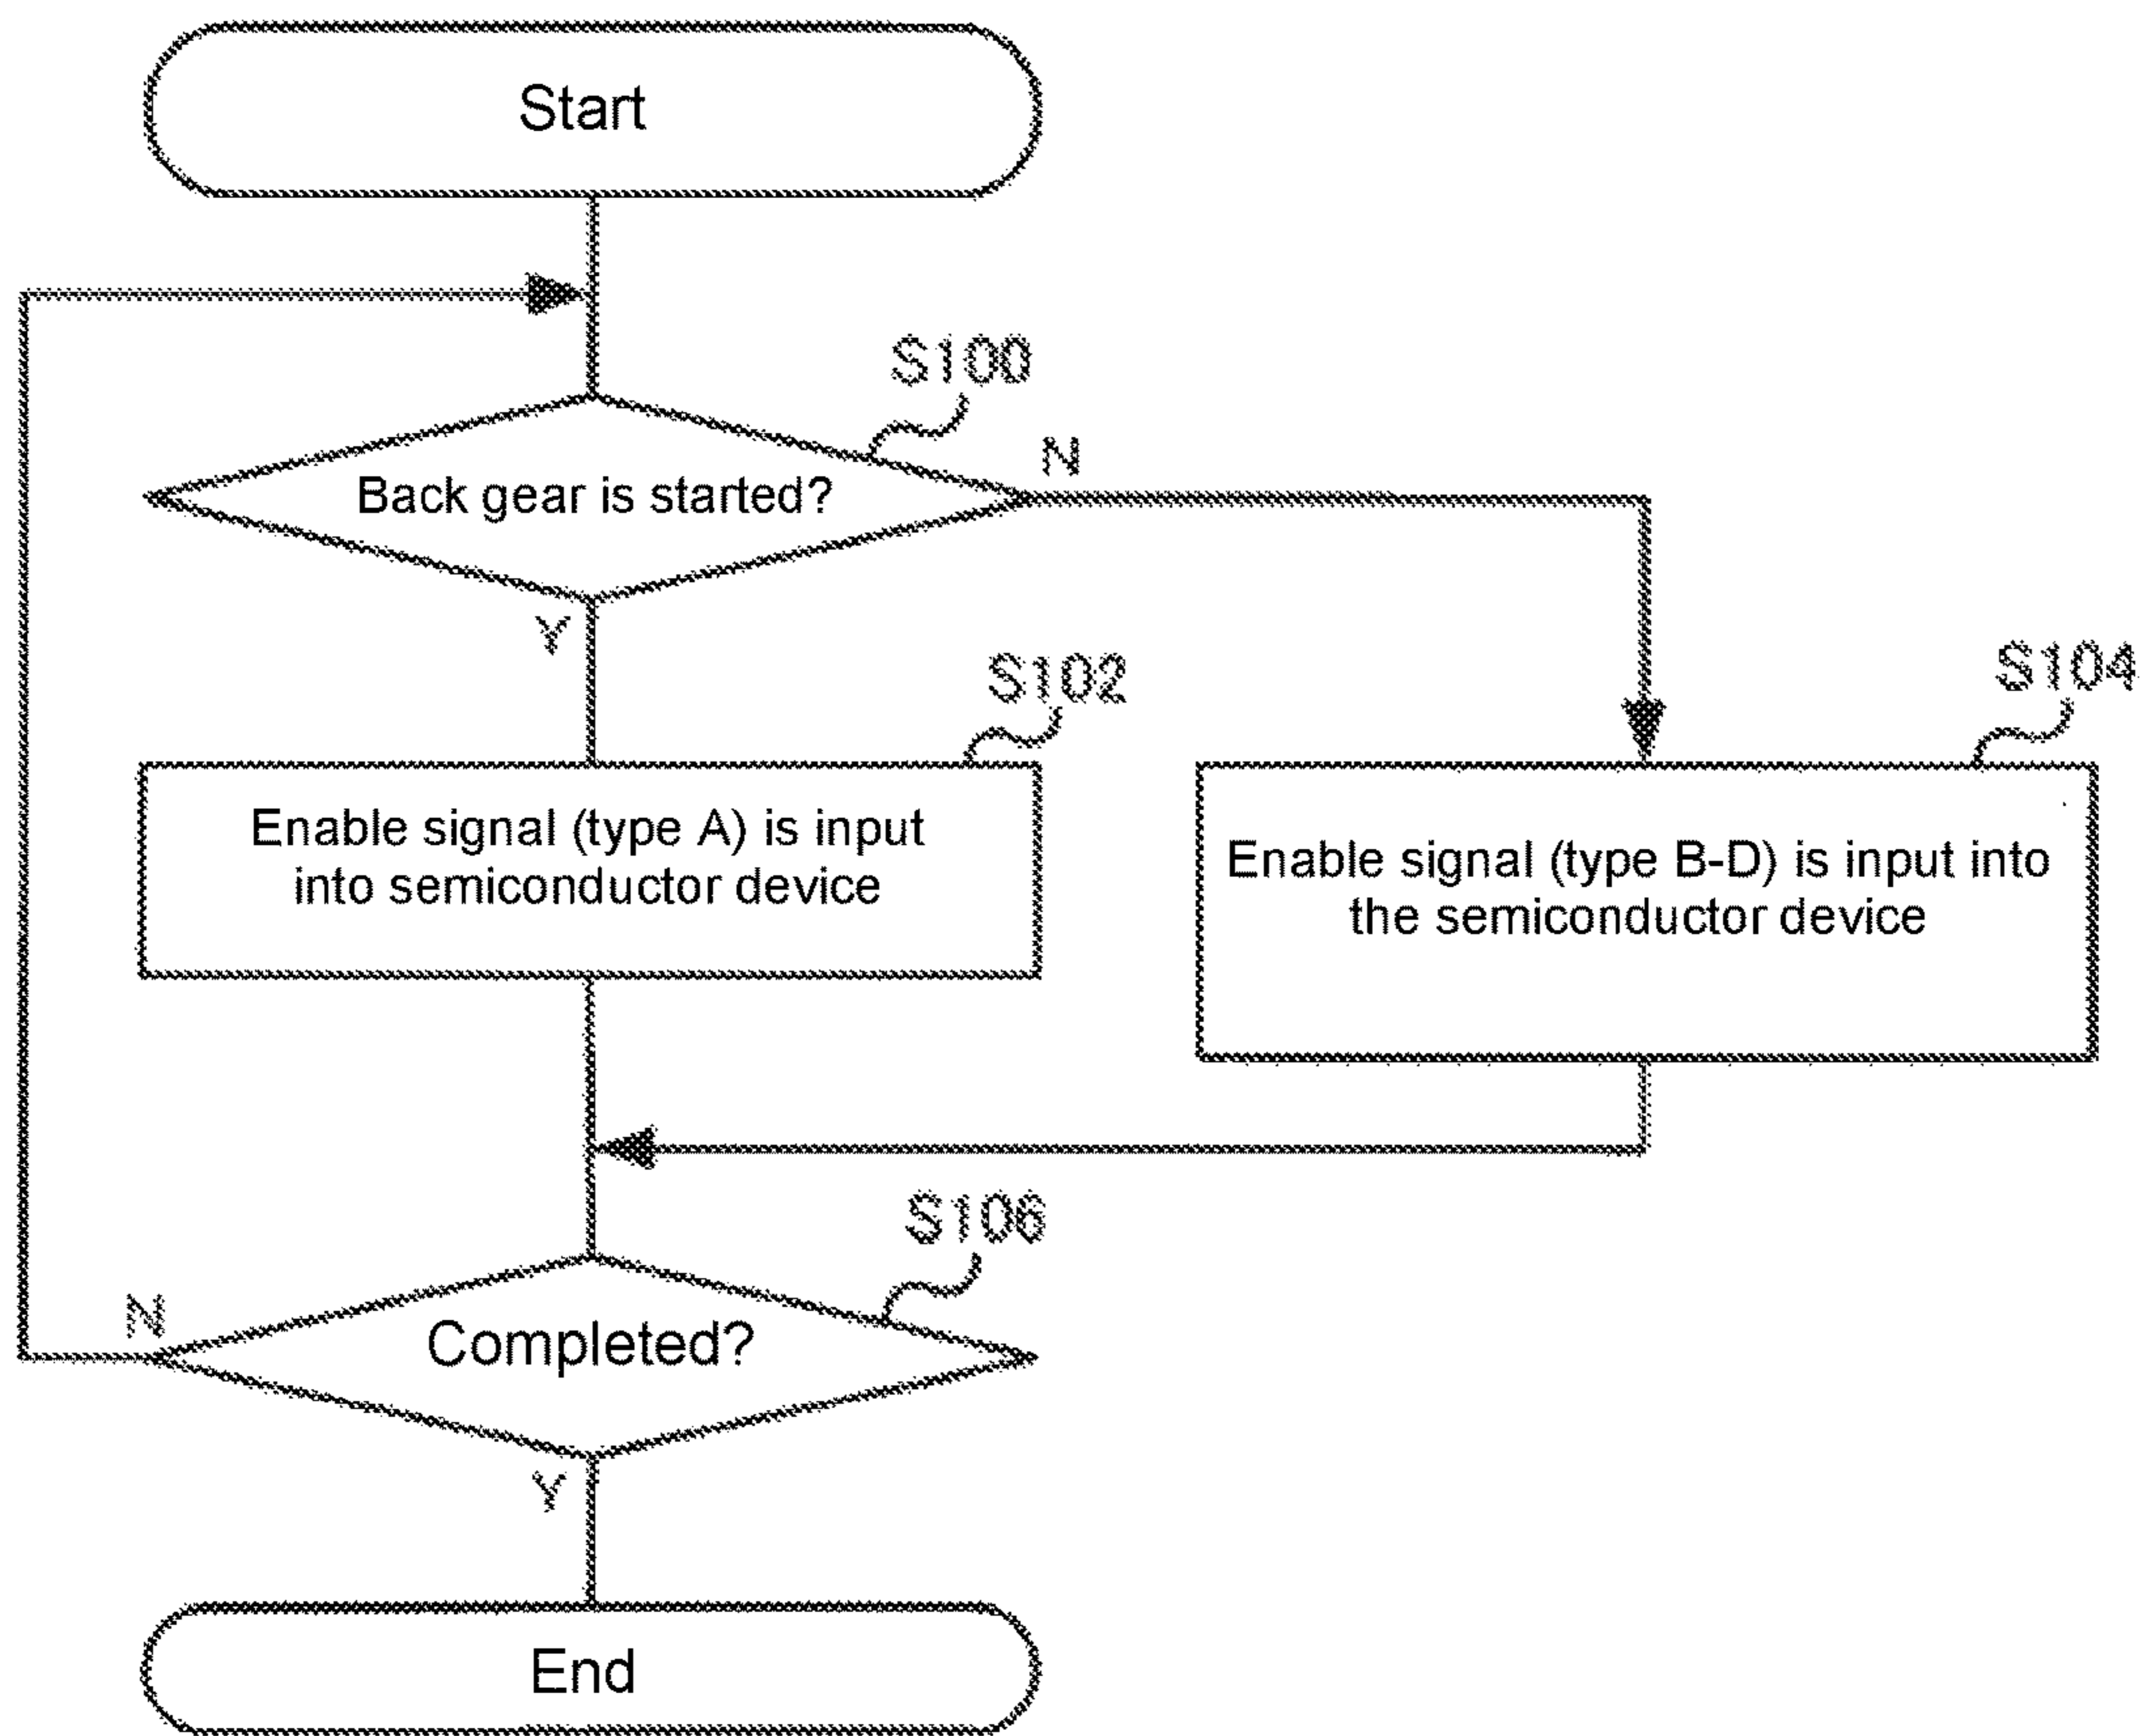 Start
S100
Back gear is started?
N
Y
S102
Enable signal (type A) is input
into semiconductor device
S104
Enable signal (type B-D) is input into
the semiconductor device
S106
Completed?
N
Y
End